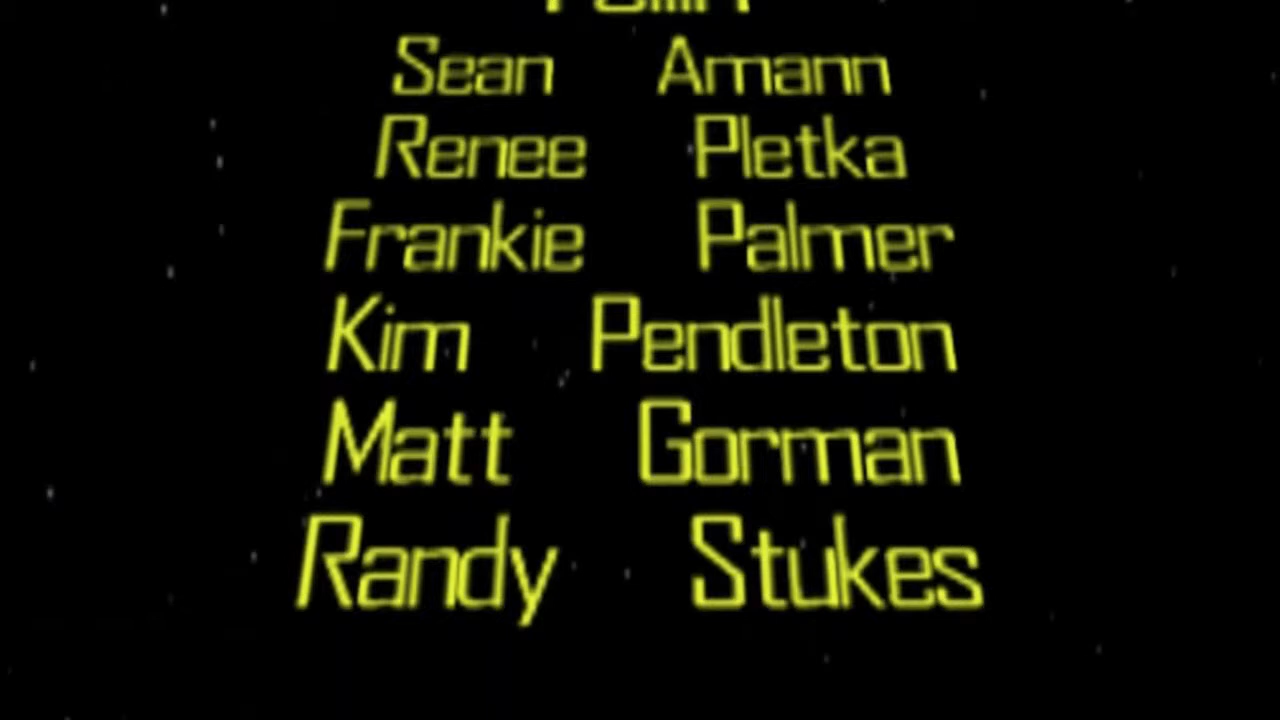 Sean Amann
Renee Pletka
Frankie Palmer
Kim Pendleton
Matt Gorman
Randy Stukes